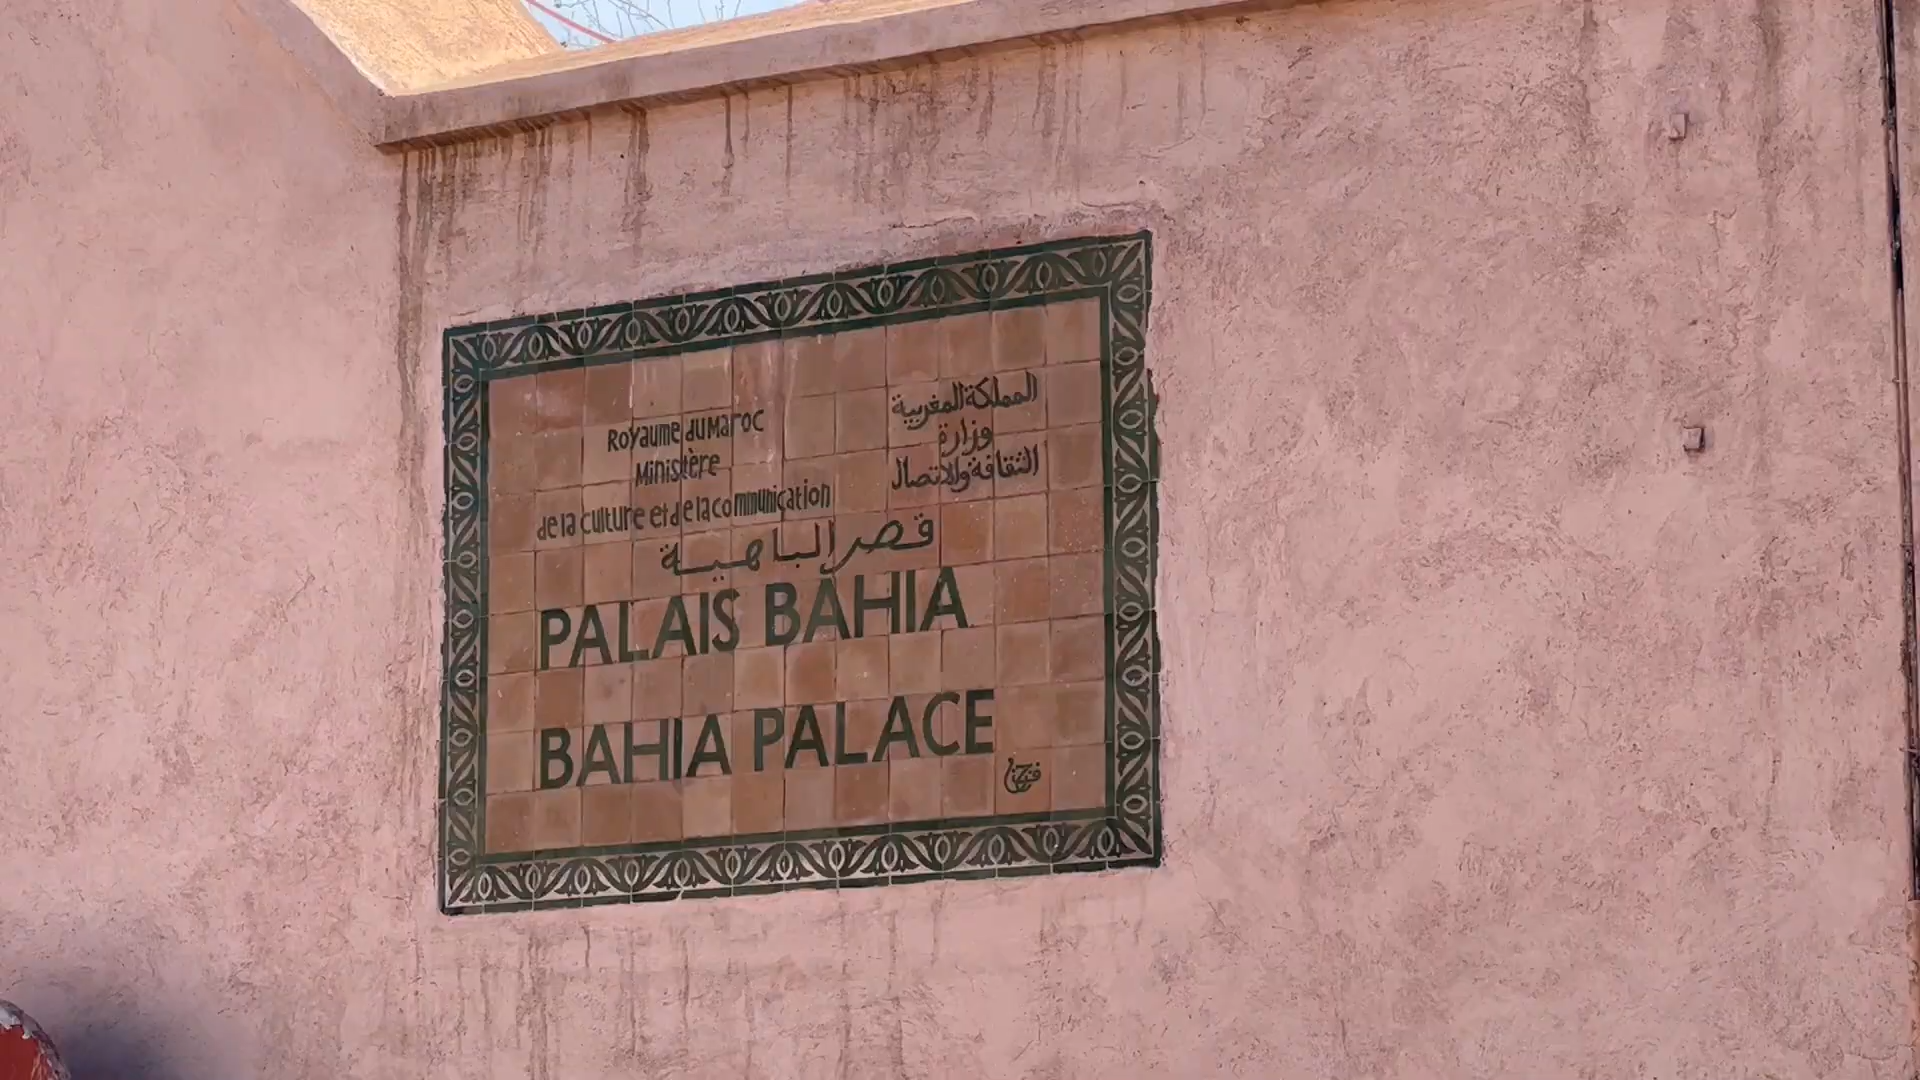 Royaume du Maroc
Ministère
de la culture et de la communication
المملكة المغربية
وزارة
الثقافة والاتصال
قصر الباهية
PALAIS BAHIA
BAHIA PALACE